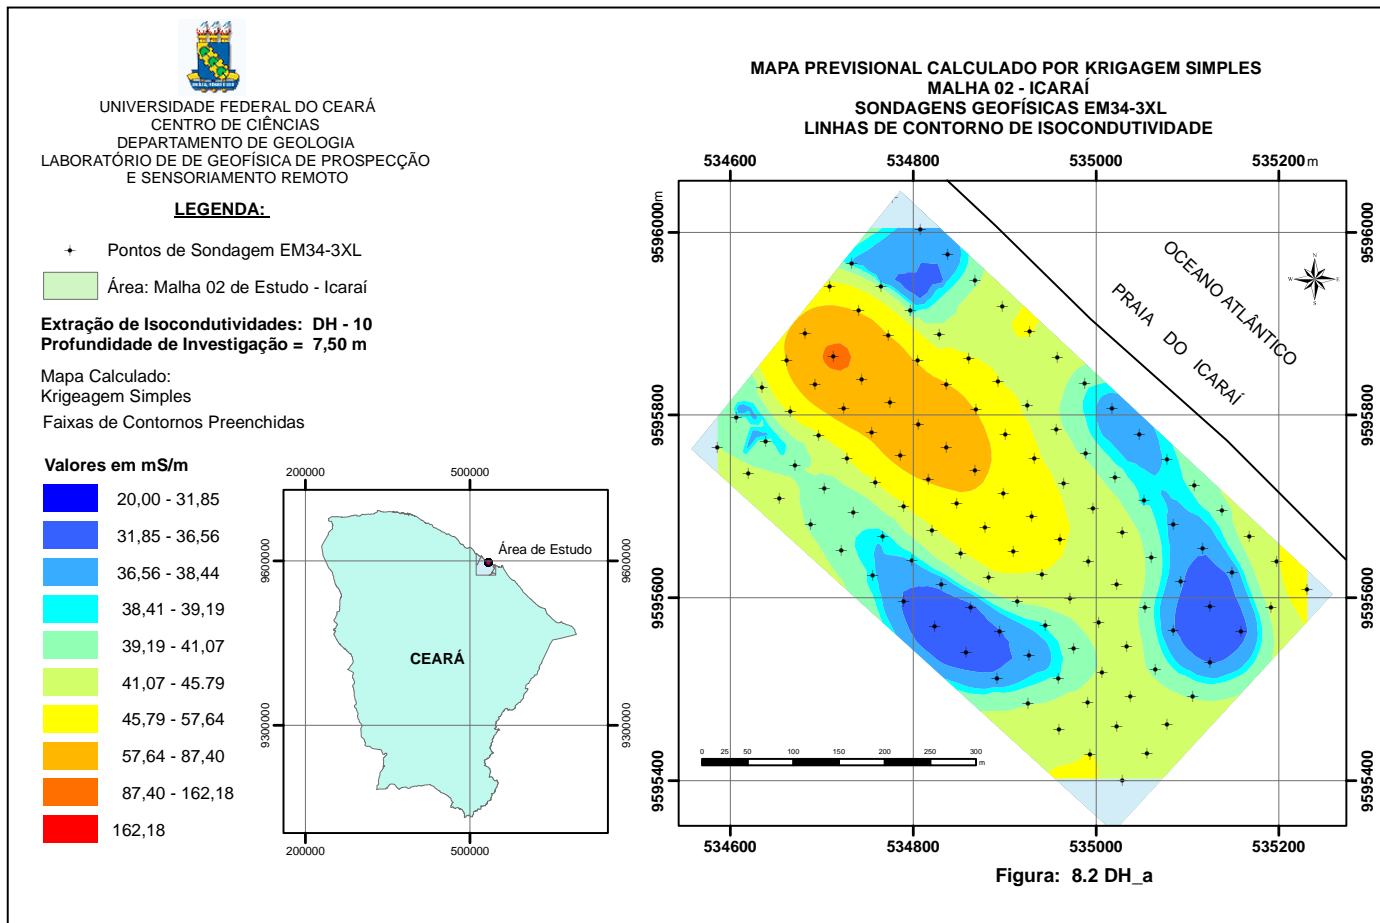 UNIVERSIDADE FEDERAL DO CEARÁ
CENTRO DE CIÊNCIAS
DEPARTAMENTO DE GEOLOGIA
LABORATÓRIO DE DE GEOFÍSICA DE PROSPECÇÃO
E SENSORIAMENTO REMOTO
LEGENDA:
Pontos de Sondagem EM34-3XL
Área: Malha 02 de Estudo - Icaraí
Extração de Isocondutividades: DH - 10
Profundidade de Investigação = 7,50 m
Mapa Calculado:
Krigeagem Simples
Faixas de Contornos Preenchidas
Valores em mS/m
20,00 - 31,85
31,85 - 36,56
36,56 - 38,44
38,41 - 39,19
39,19 - 41,07
41,07 - 45.79
45,79 - 57,64
57,64 - 87,40
87,40 - 162,18
162,18
200000
500000
9600000
9600000
Área de Estudo
CEARÁ
9300000
9300000
200000
500000
MAPA PREVISIONAL CALCULADO POR KRIGAGEM SIMPLES
MALHA 02 - ICARAÍ
SONDAGENS GEOFÍSICAS EM34-3XL
LINHAS DE CONTORNO DE ISOCONDUTIVIDADE
534600
534800
535000
535200 m
9596000m
9596000
OCEANO ATLÂNTICO
PRAIA DO ICARAÍ
N
W
E
S
9595800
9595800
9595600
9595600
0 25 50 100 150 200 250 300
m
9595400
9595400
534600
534800
535000
535200
Figura: 8.2 DH_a